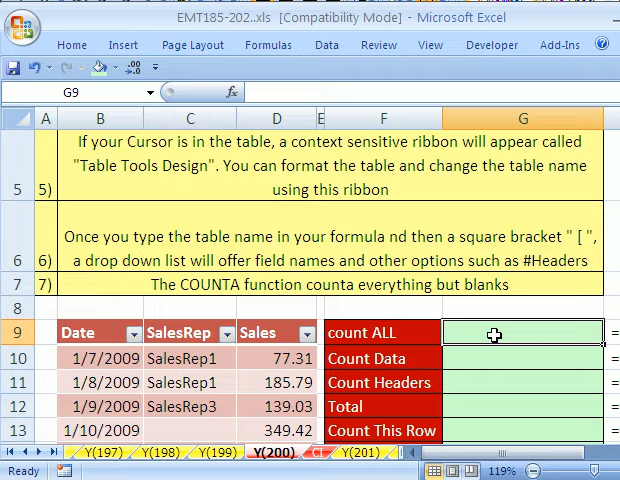 EMT185-202..xls [Compatibility Mode] - Microsoft Excel
Home Insert Page Layout Formulas Data Review View Developer Add-Ins
G9 fx
A B C D E F G
If your Cursor is in the table, a context sensitive ribbon will appear called
"Table Tools Design". You can format the table and change the table name
5 5) using this ribbon
Once you type the table name in your formula nd then a square bracket " [ ",
6 6) a drop down list will offer field names and other options such as #Headers
7 7) The COUNTA function counta everything but blanks
8
9 Date SalesRep Sales count ALL =
10 1/7/2009 SalesRep1 77.31 Count Data =
11 1/8/2009 SalesRep1 185.79 Count Headers =
12 1/9/2009 SalesRep3 139.03 Total =
13 1/10/2009 349.42 Count This Row =
Y(197) Y(198) Y(199) Y(200) CT Y(201)
Ready 119%